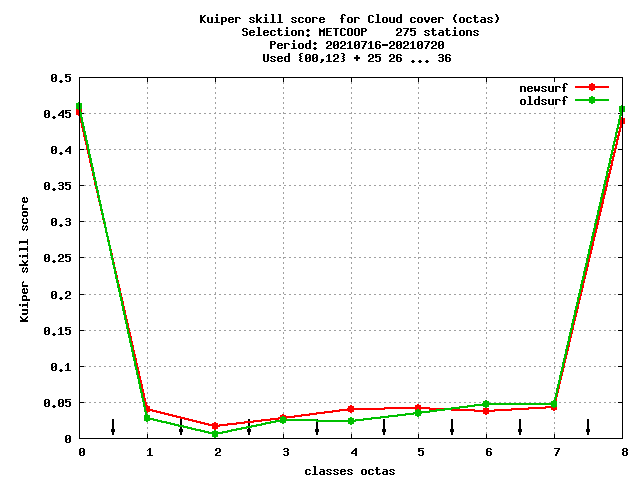 Kuiper skill score  for Cloud cover (octas)
Selection: METCOOP    275 stations
Period: 20210716-20210720
Used {00,12} + 25 26 ... 36
newsurf
oldsurf
0.5
0.45
0.4
0.35
0.3
0.25
0.2
0.15
0.1
0.05
0
Kuiper skill score
0 1 2 3 4 5 6 7 8
classes octas